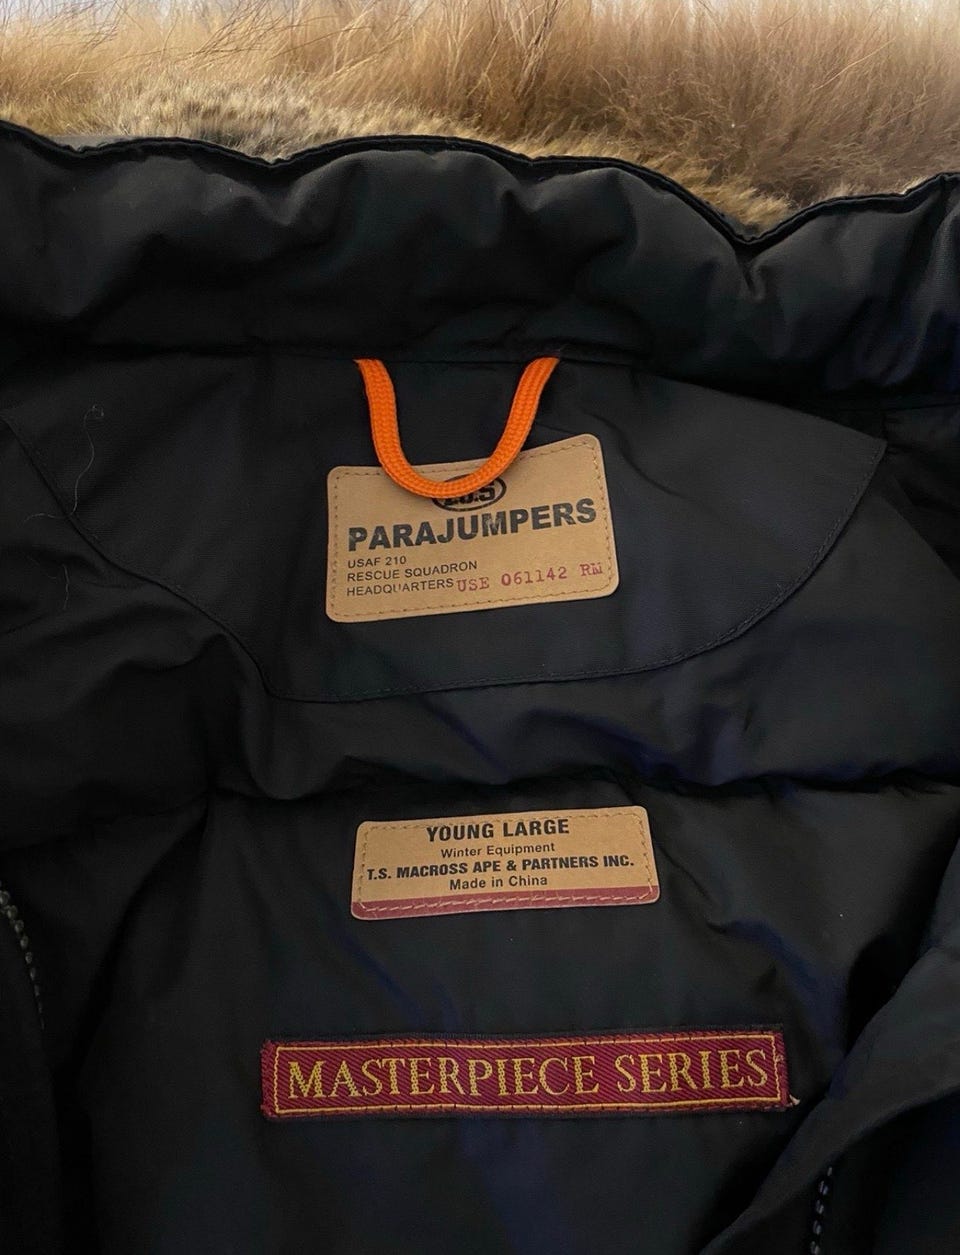 PARAJUMPERS
USAF 210
RESCUE SQUADRON
HEADQUARTERS USE 061142 RM
YOUNG LARGE
Winter Equipment
T.S. MACROSS APE & PARTNERS INC.
Made in China
MASTERPIECE SERIES